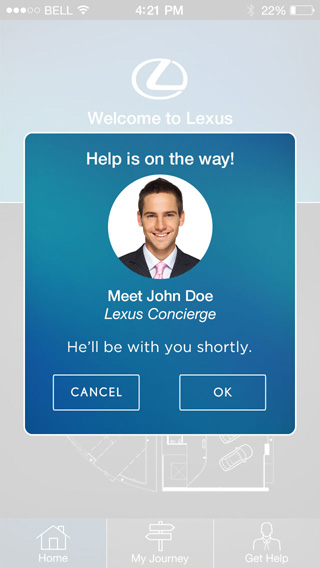 BELL 4:21 PM 22%
Welcome to Lexus
Help is on the way!
Meet John Doe
Lexus Concierge
He'll be with you shortly.
CANCEL OK
Home My Journey Get Help